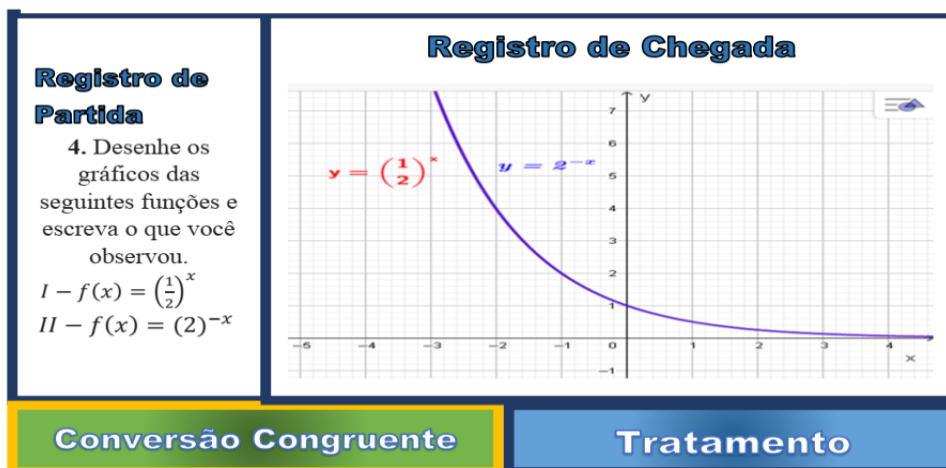 Registro de
Partida
4. Desenhe os
gráficos das
seguintes funções e
escreva o que você
observou.
I − f(x) = (1/2)^x
II − f(x) = (2)^−x
Registro de Chegada
y
7
6
5
4
3
2
1
0
−1
y = (1/2)^x
y = 2^−x
−5 −4 −3 −2 −1 1 2 3 4
x
Conversão Congruente
Tratamento